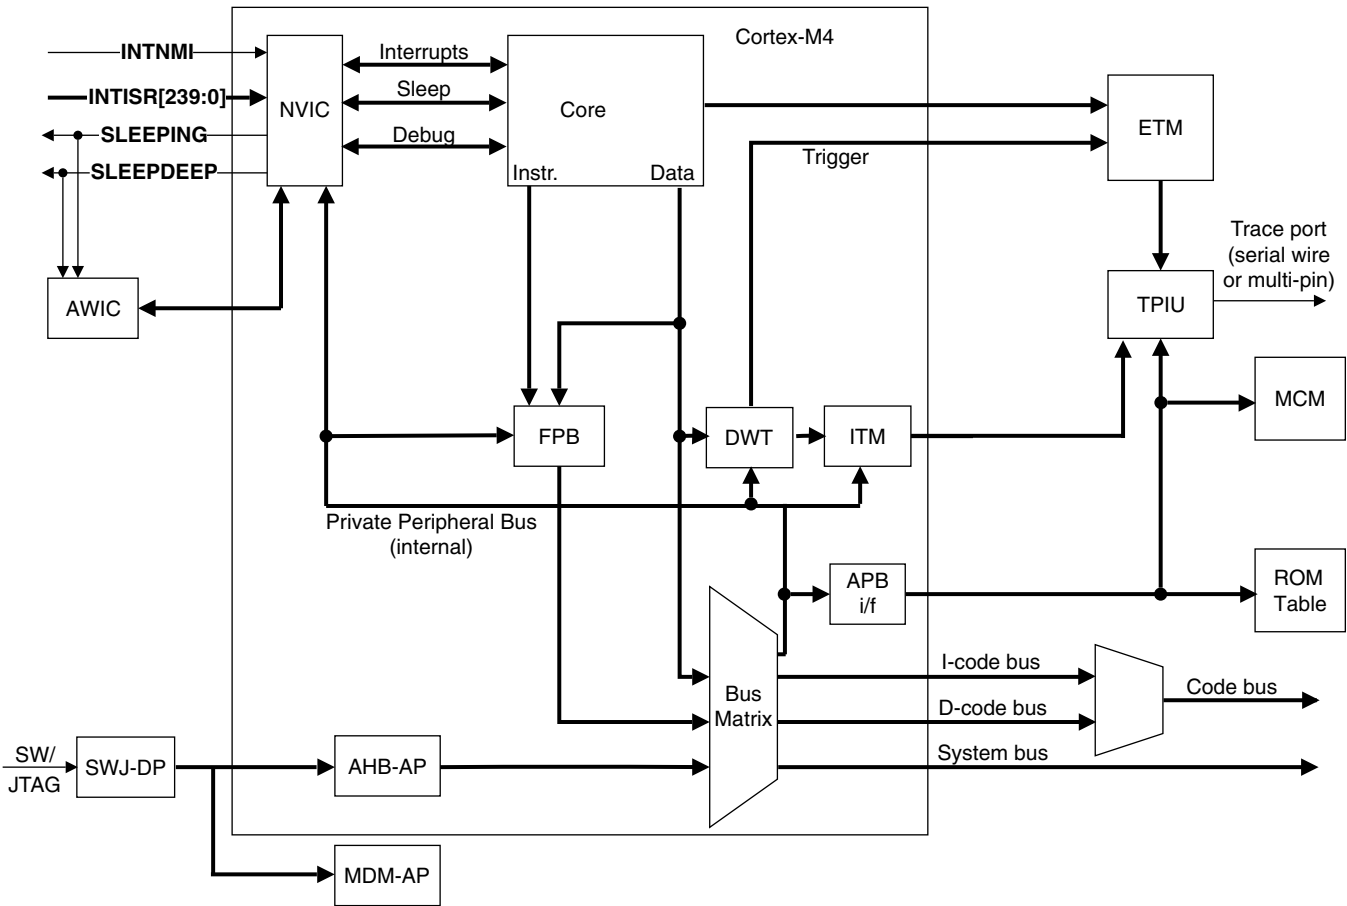 Cortex-M4
INTNMI
INTISR[239:0]
SLEEPING
SLEEPDEEP
NVIC
Interrupts
Sleep
Debug
Core
Instr.
Data
ETM
Trigger
Trace port
(serial wire
or multi-pin)
AWIC
TPIU
MCM
FPB
DWT
ITM
Private Peripheral Bus
(internal)
APB
i/f
ROM
Table
Bus
Matrix
I-code bus
D-code bus
Code bus
System bus
SW/
JTAG
SWJ-DP
AHB-AP
MDM-AP